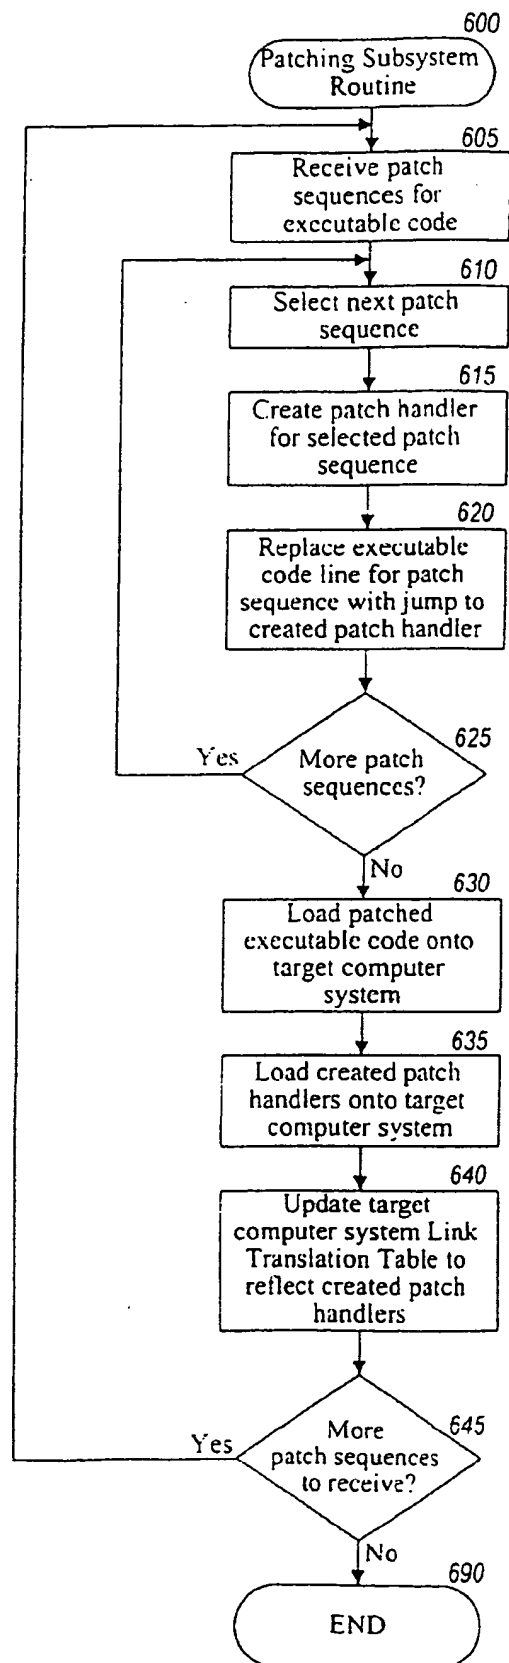 600
Patching Subsystem
Routine
605
Receive patch
sequences for
executable code
610
Select next patch
sequence
615
Create patch handler
for selected patch
sequence
620
Replace executable
code line for patch
sequence with jump to
created patch handler
625
Yes
More patch
sequences?
No
630
Load patched
executable code onto
target computer
system
635
Load created patch
handlers onto target
computer system
640
Update target
computer system Link
Translation Table to
reflect created patch
handlers
645
Yes
More
patch sequences
to receive?
No
690
END